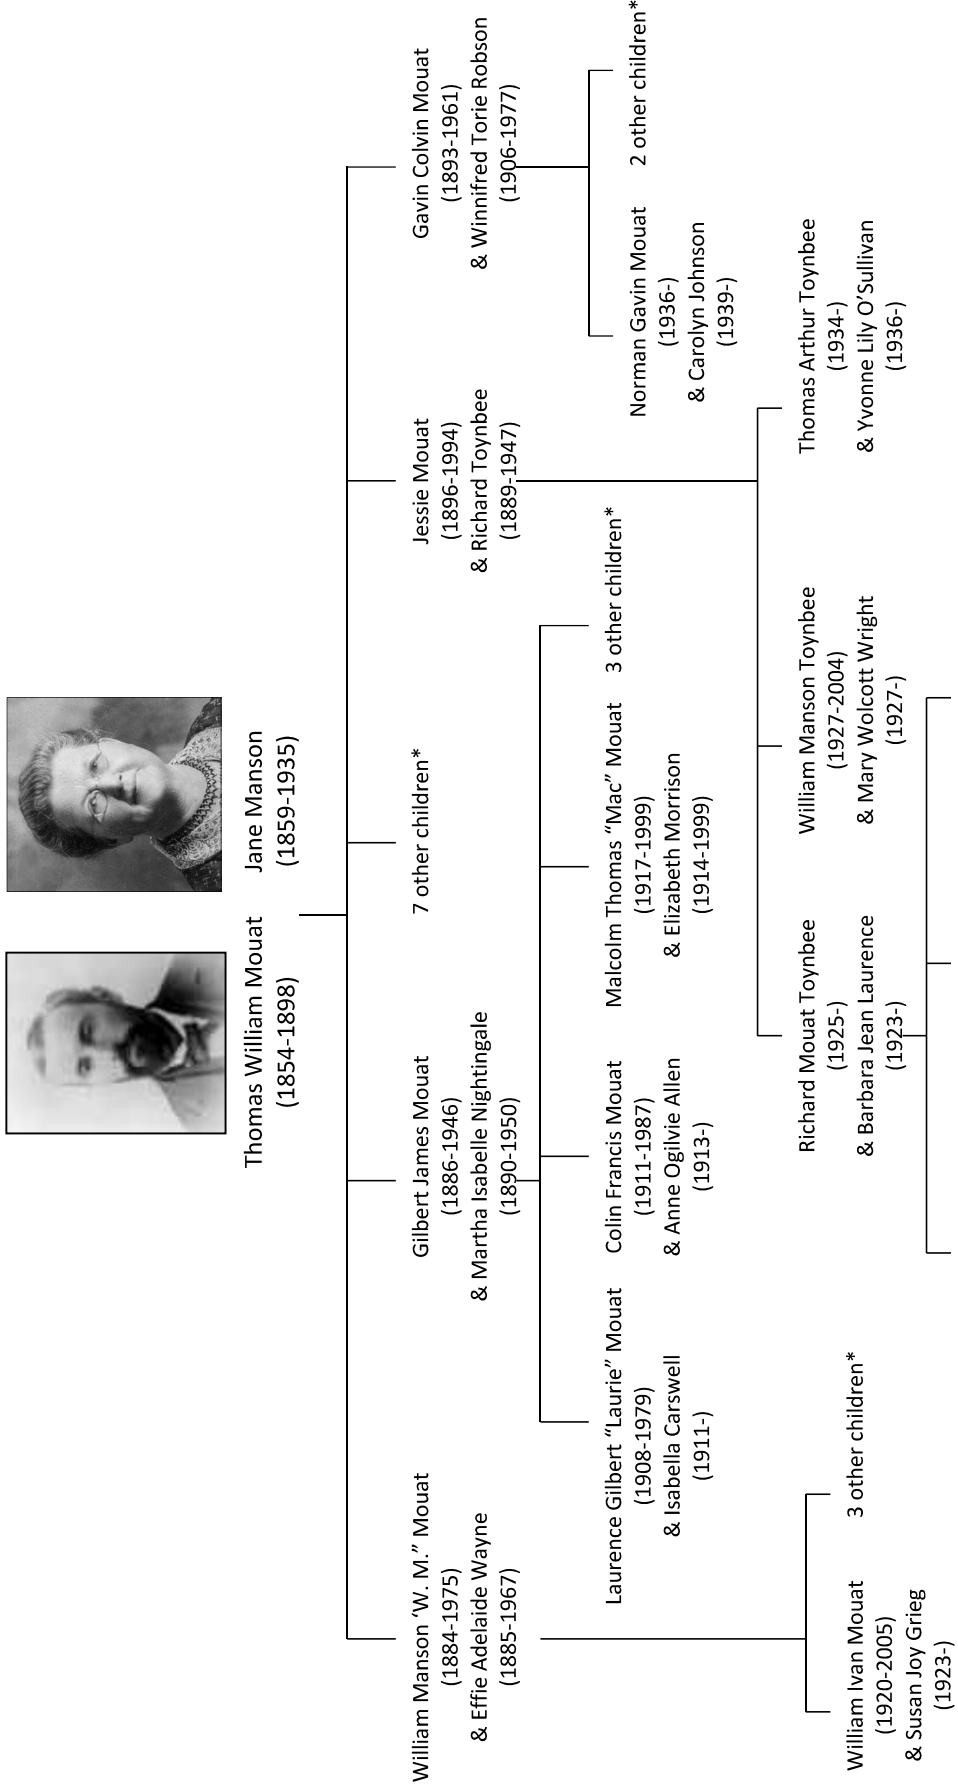 Thomas William Mouat
(1854-1898)
Jane Manson
(1859-1935)
William Manson ‘W. M.” Mouat
(1884-1975)
& Effie Adelaide Wayne
(1885-1967)
Gilbert James Mouat
(1886-1946)
& Martha Isabelle Nightingale
(1890-1950)
7 other children*
Jessie Mouat
(1896-1994)
& Richard Toynbee
(1889-1947)
Gavin Colvin Mouat
(1893-1961)
& Winnifred Torie Robson
(1906-1977)
Laurence Gilbert “Laurie” Mouat
(1908-1979)
& Isabella Carswell
(1911-)
Colin Francis Mouat
(1911-1987)
& Anne Ogilvie Allen
(1913-)
Malcolm Thomas “Mac” Mouat
(1917-1999)
& Elizabeth Morrison
(1914-1999)
3 other children*
Norman Gavin Mouat
(1936-)
& Carolyn Johnson
(1939-)
2 other children*
William Ivan Mouat
(1920-2005)
& Susan Joy Grieg
(1923-)
3 other children*
Richard Mouat Toynbee
(1925-)
& Barbara Jean Laurence
(1923-)
William Manson Toynbee
(1927-2004)
& Mary Wolcott Wright
(1927-)
Thomas Arthur Toynbee
(1934-)
& Yvonne Lily O’Sullivan
(1936-)